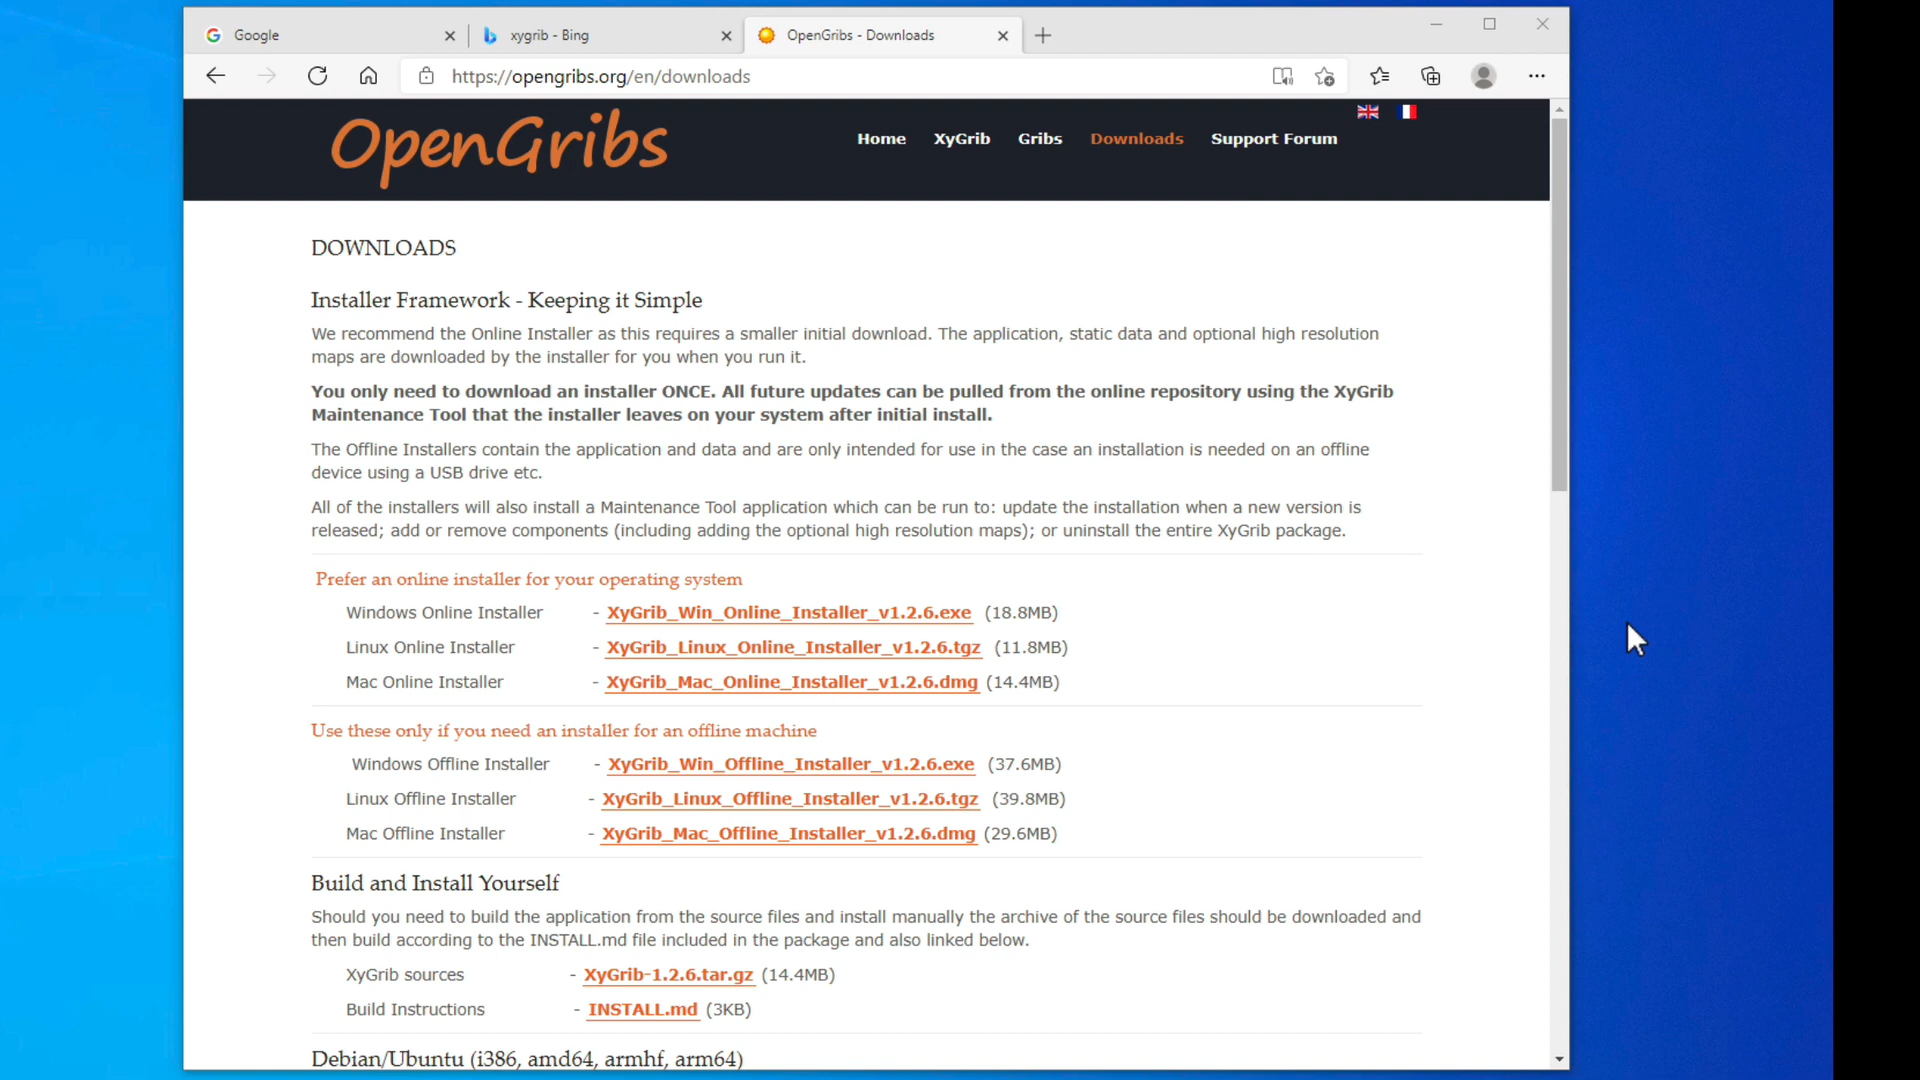 Google
xygrib - Bing
OpenGribs - Downloads
https://opengribs.org/en/downloads
OpenGribs
Home XyGrib Gribs Downloads Support Forum
DOWNLOADS
Installer Framework - Keeping it Simple
We recommend the Online Installer as this requires a smaller initial download. The application, static data and optional high resolution
maps are downloaded by the installer for you when you run it.
You only need to download an installer ONCE. All future updates can be pulled from the online repository using the XyGrib
Maintenance Tool that the installer leaves on your system after initial install.
The Offline Installers contain the application and data and are only intended for use in the case an installation is needed on an offline
device using a USB drive etc.
All of the installers will also install a Maintenance Tool application which can be run to: update the installation when a new version is
released; add or remove components (including adding the optional high resolution maps); or uninstall the entire XyGrib package.
Prefer an online installer for your operating system
Windows Online Installer - XyGrib_Win_Online_Installer_v1.2.6.exe (18.8MB)
Linux Online Installer - XyGrib_Linux_Online_Installer_v1.2.6.tgz (11.8MB)
Mac Online Installer - XyGrib_Mac_Online_Installer_v1.2.6.dmg (14.4MB)
Use these only if you need an installer for an offline machine
Windows Offline Installer - XyGrib_Win_Offline_Installer_v1.2.6.exe (37.6MB)
Linux Offline Installer - XyGrib_Linux_Offline_Installer_v1.2.6.tgz (39.8MB)
Mac Offline Installer - XyGrib_Mac_Offline_Installer_v1.2.6.dmg (29.6MB)
Build and Install Yourself
Should you need to build the application from the source files and install manually the archive of the source files should be downloaded and
then build according to the INSTALL.md file included in the package and also linked below.
XyGrib sources - XyGrib-1.2.6.tar.gz (14.4MB)
Build Instructions - INSTALL.md (3KB)
Debian/Ubuntu (i386, amd64, armhf, arm64)